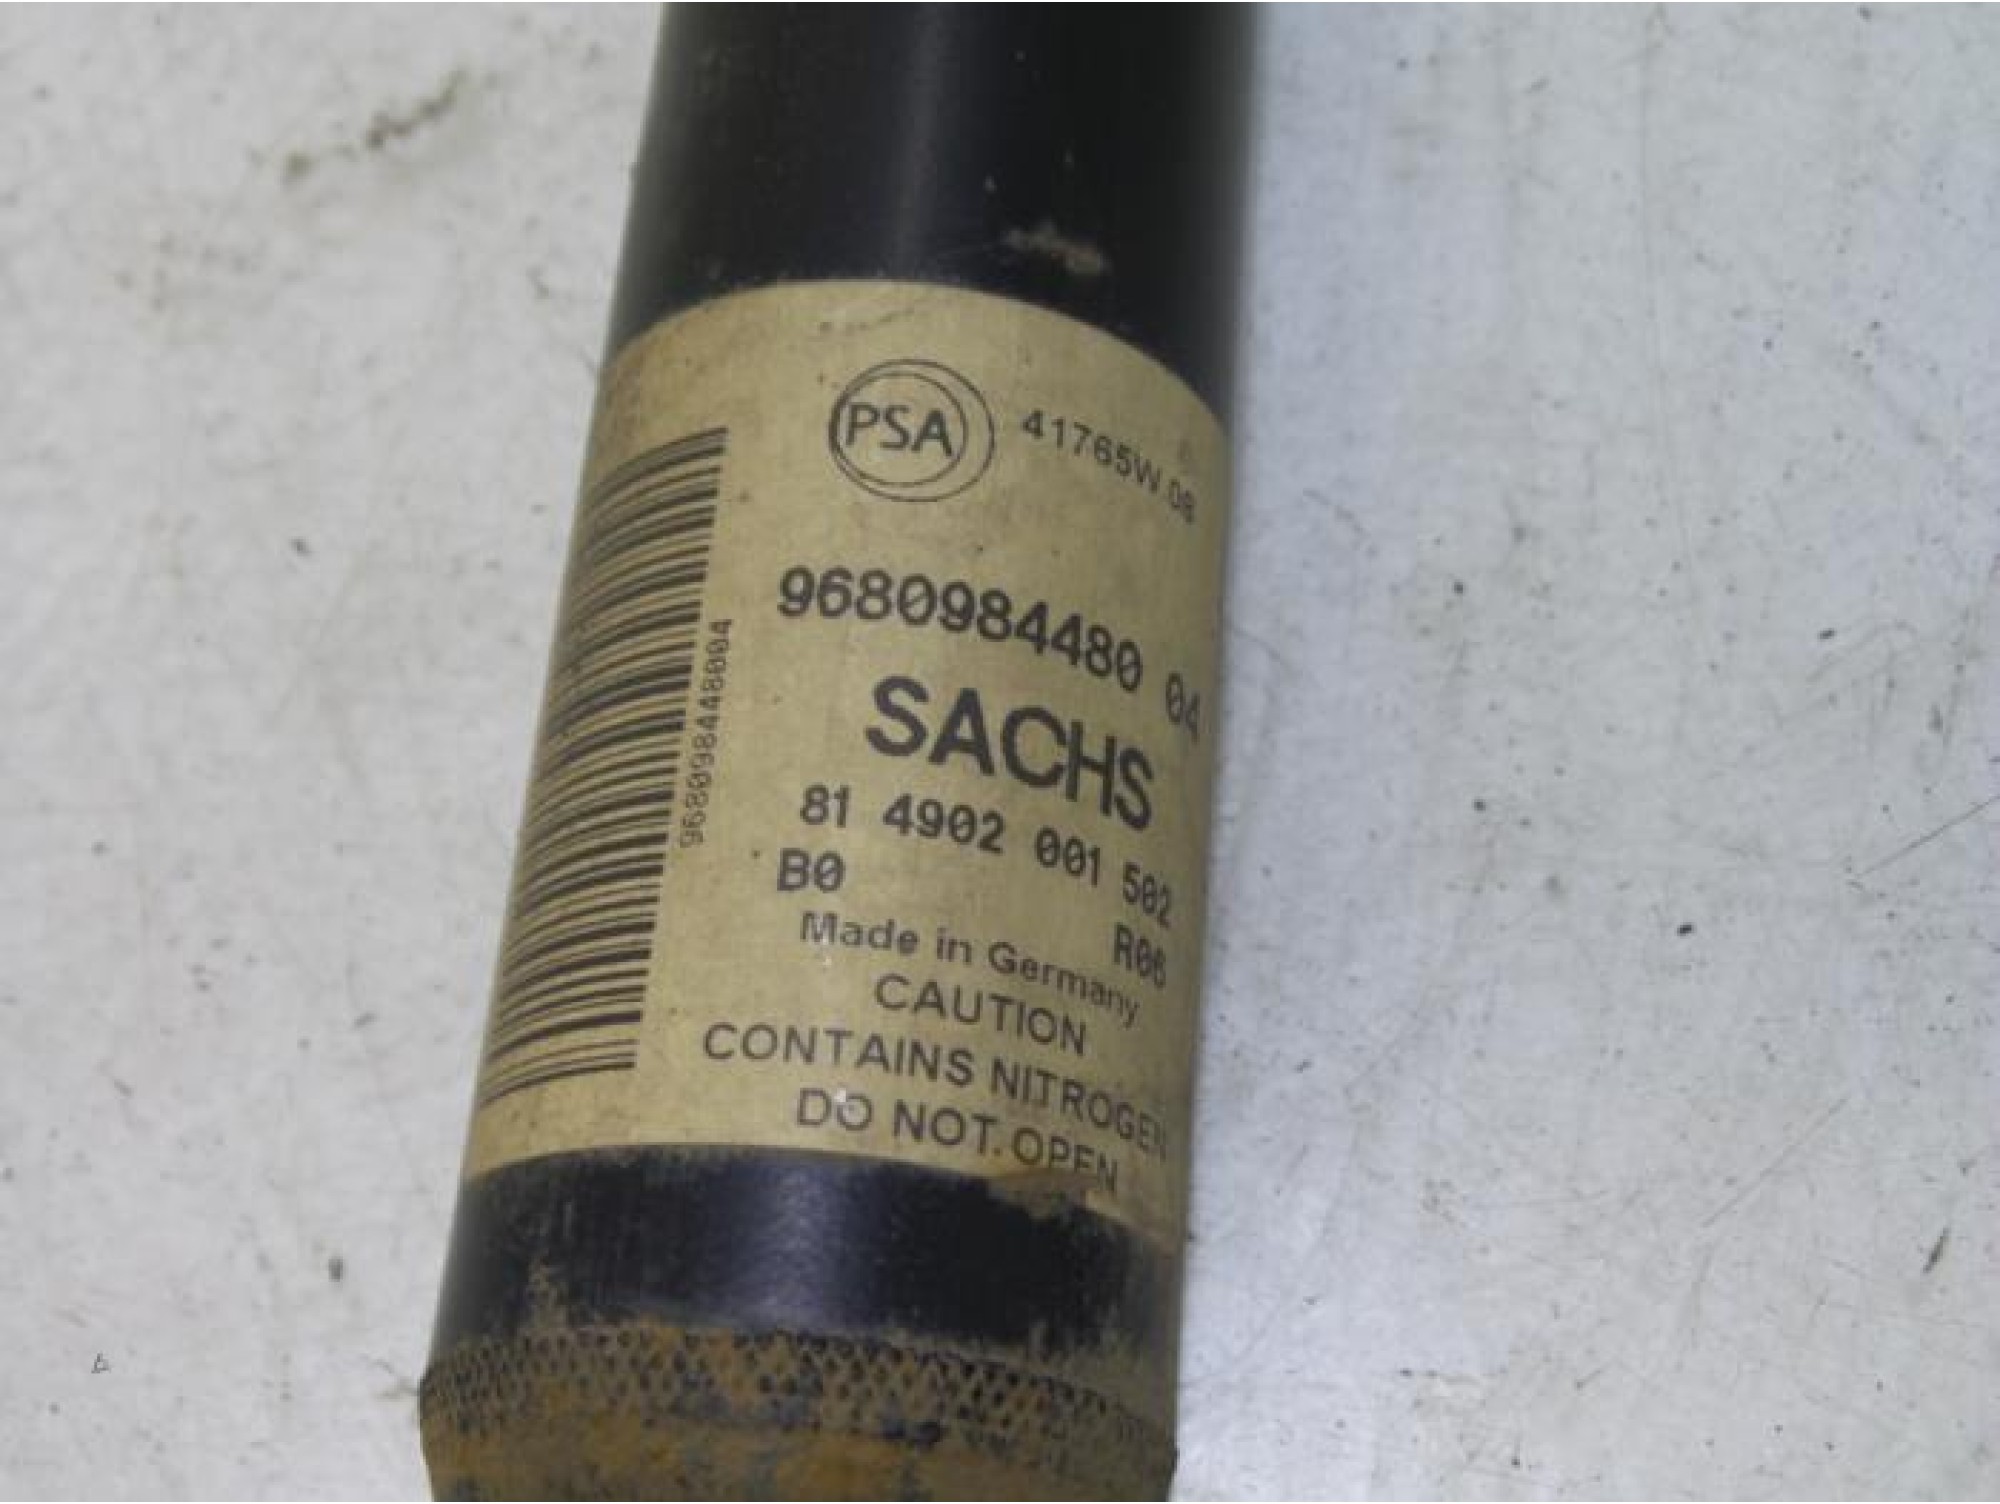 PSA 41765W 08
9680984480 04
968098448004
SACHS
81 4902 001 502
B0 R06
Made in Germany
CAUTION
CONTAINS NITROGEN
DO NOT OPEN